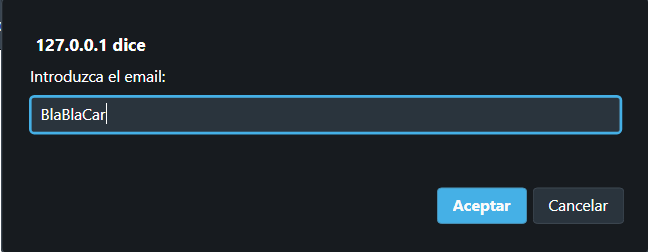 127.0.0.1 dice
Introduzca el email:
BlaBlaCar
Aceptar Cancelar